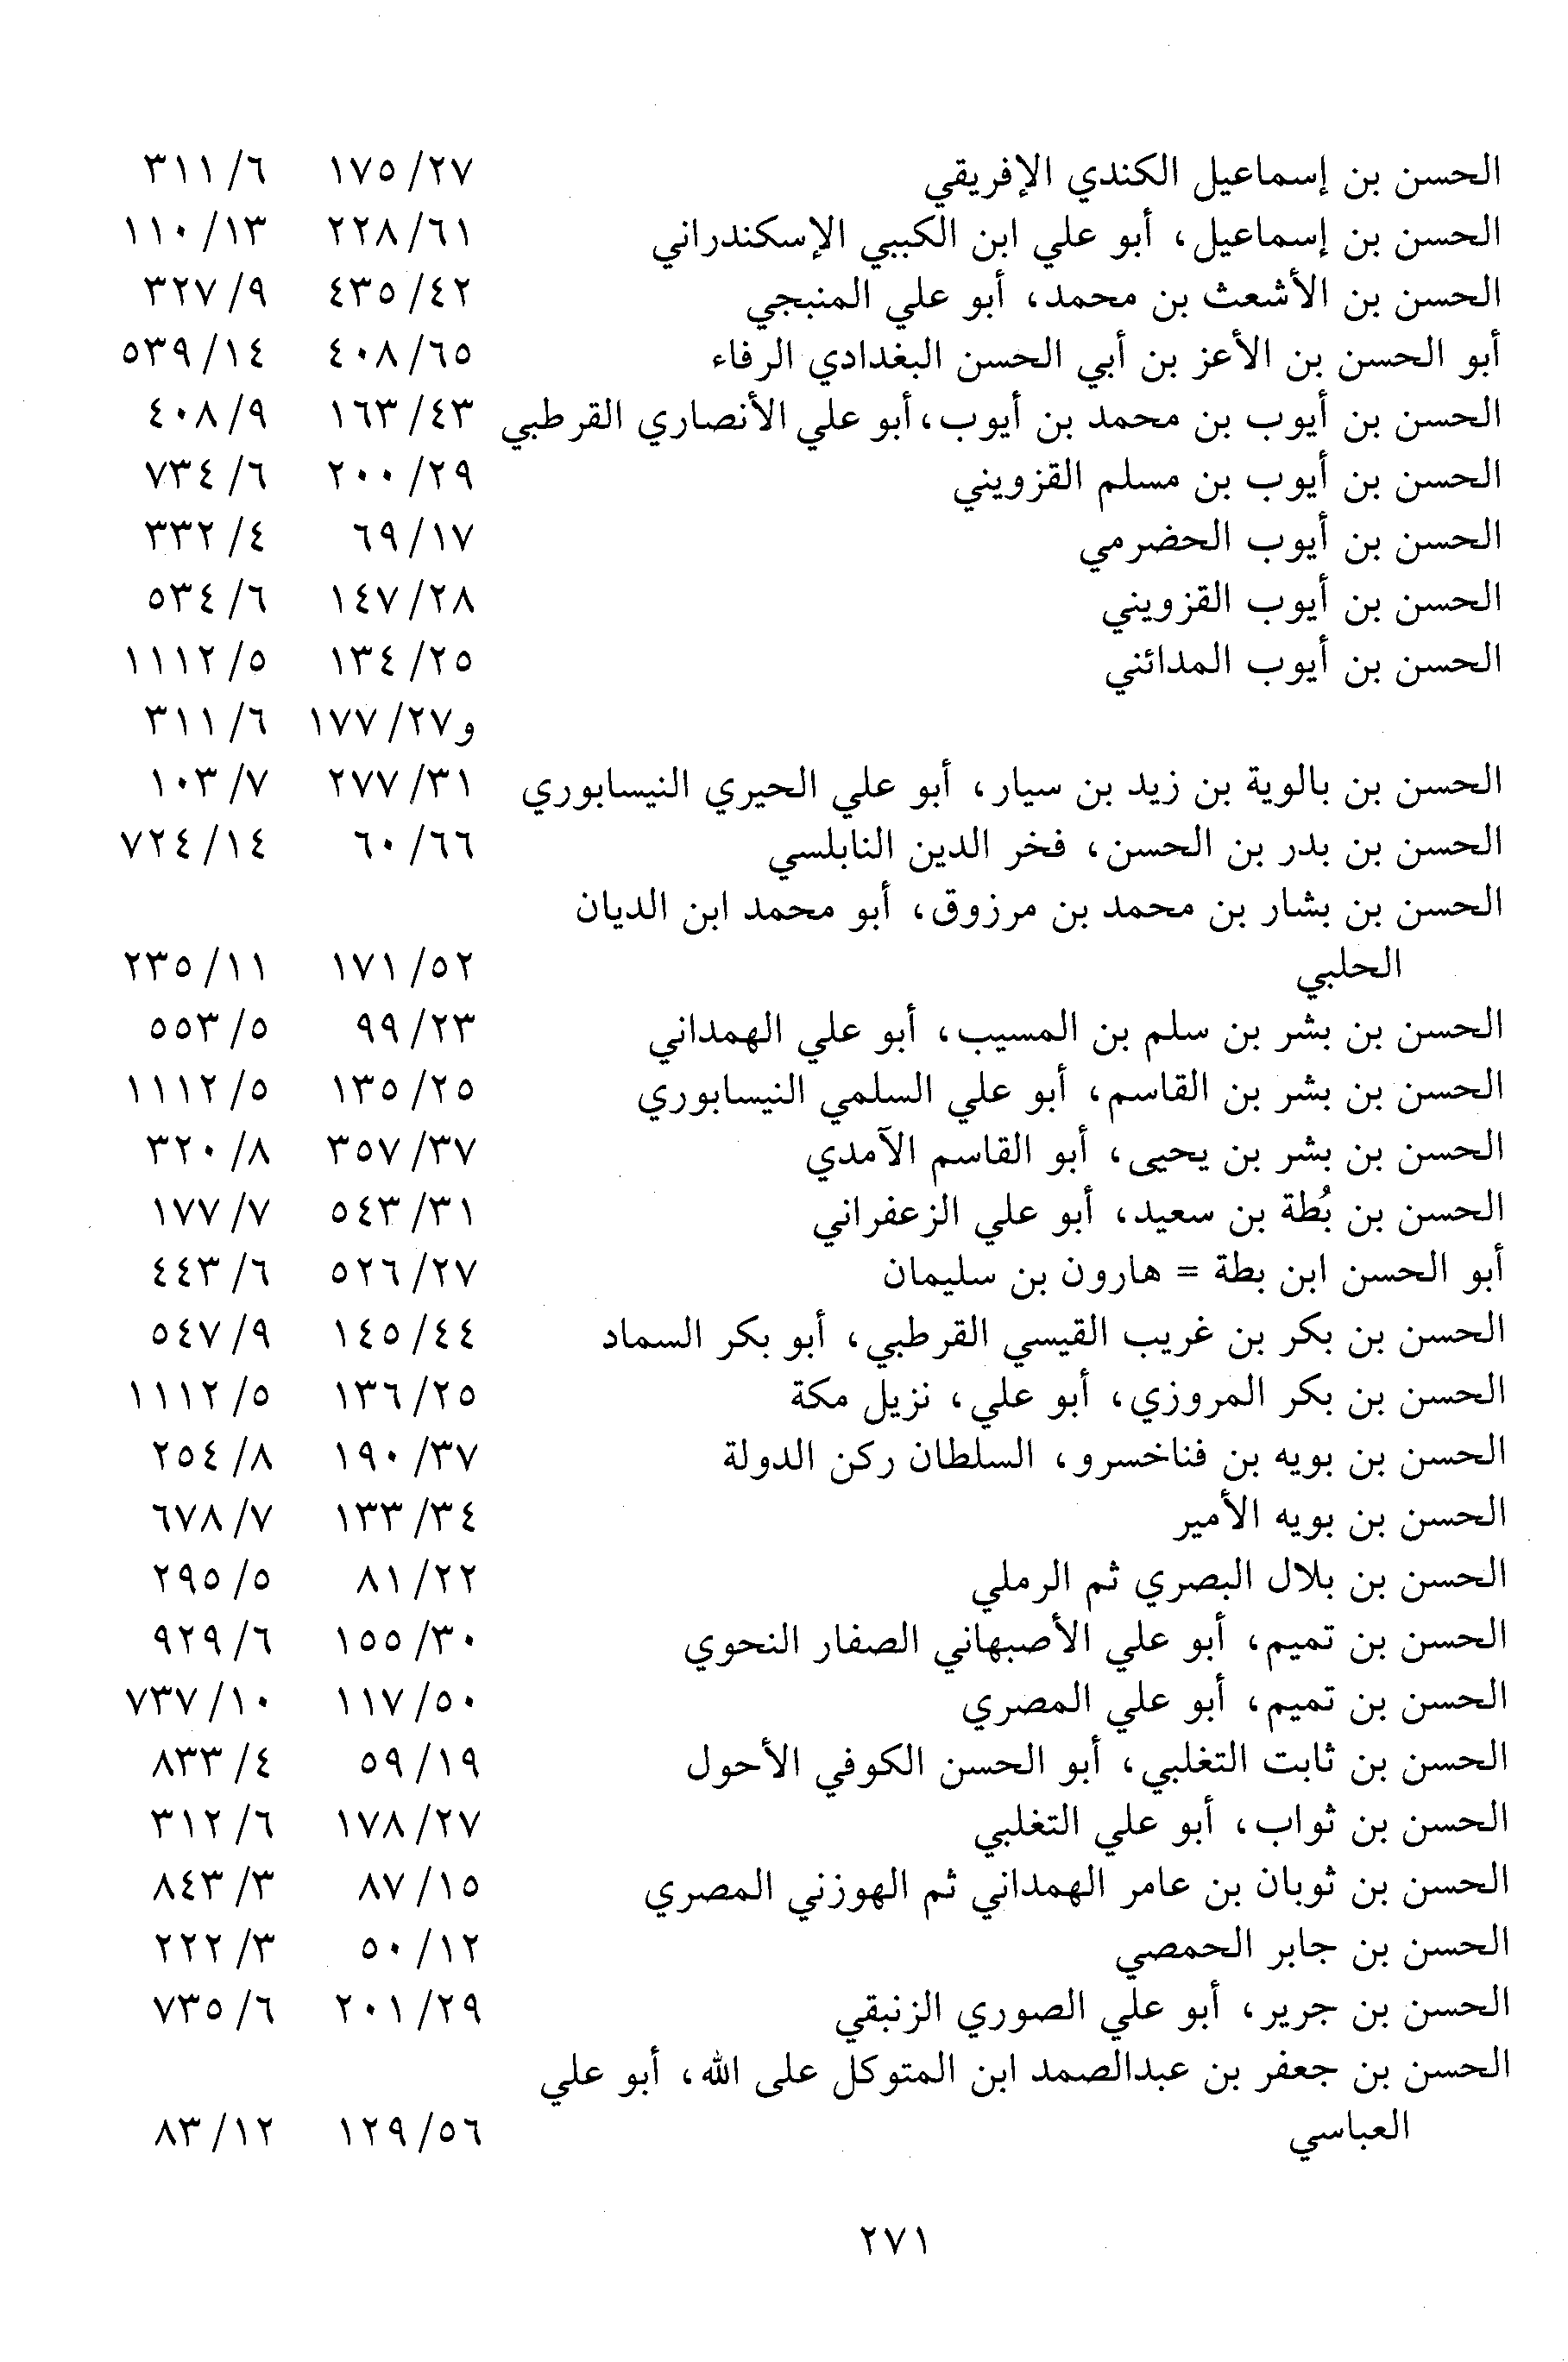 الحسن بن إسماعيل الكندي الإفريقي ٢٧/ ١٧٥ ٦/ ٣١١
الحسن بن إسماعيل، أبو علي ابن الكببي الإسكندراني ٦١/ ٢٢٨ ١٣/ ١١٠
الحسن بن الأشعث بن محمد، أبو علي المنبجي ٤٢/ ٤٣٥ ٩/ ٣٢٧
أبو الحسن بن الأعز بن أبي الحسن البغدادي الرفاء ٦٥/ ٤٠٨ ١٤/ ٥٣٩
الحسن بن أيوب بن محمد بن أيوب، أبو علي الأنصاري القرطبي ٤٣/ ١٦٣ ٩/ ٤٠٨
الحسن بن أيوب بن مسلم القزويني ٢٩/ ٢٠٠ ٦/ ٧٣٤
الحسن بن أيوب الحضرمي ١٧/ ٦٩ ٤/ ٣٣٢
الحسن بن أيوب القزويني ٢٨/ ١٤٧ ٦/ ٥٣٤
الحسن بن أيوب المدائني ٢٥/ ١٣٤ ٥/ ١١١٢
و٢٧/ ١٧٧ ٦/ ٣١١
الحسن بن بالوية بن زيد بن سيار، أبو علي الحيري النيسابوري ٣١/ ٢٧٧ ٧/ ١٠٣
الحسن بن بدر بن الحسن، فخر الدين النابلسي ٦٦/ ٦٠ ١٤/ ٧٢٤
الحسن بن بشار بن محمد بن مرزوق، أبو محمد ابن الديان
الحلبي ٥٢/ ١٧١ ١١/ ٢٣٥
الحسن بن بشر بن سلم بن المسيب، أبو علي الهمداني ٢٣/ ٩٩ ٥/ ٥٥٣
الحسن بن بشر بن القاسم، أبو علي السلمي النيسابوري ٢٥/ ١٣٥ ٥/ ١١١٢
الحسن بن بشر بن يحيى، أبو القاسم الآمدي ٣٧/ ٣٥٧ ٨/ ٣٢٠
الحسن بن بُطة بن سعيد، أبو علي الزعفراني ٣١/ ٥٤٣ ٧/ ١٧٧
أبو الحسن ابن بطة = هارون بن سليمان ٢٧/ ٥٢٦ ٦/ ٤٤٣
الحسن بن بكر بن غريب القيسي القرطبي، أبو بكر السماد ٤٤/ ١٤٥ ٩/ ٥٤٧
الحسن بن بكر المروزي، أبو علي، نزيل مكة ٢٥/ ١٣٦ ٥/ ١١١٢
الحسن بن بويه بن فناخسرو، السلطان ركن الدولة ٣٧/ ١٩٠ ٨/ ٢٥٤
الحسن بن بويه الأمير ٣٤/ ١٣٣ ٧/ ٦٧٨
الحسن بن بلال البصري ثم الرملي ٢٢/ ٨١ ٥/ ٢٩٥
الحسن بن تميم، أبو علي الأصبهاني الصفار النحوي ٣٠/ ١٥٥ ٦/ ٩٢٩
الحسن بن تميم، أبو علي المصري ٥٠/ ١١٧ ١٠/ ٧٣٧
الحسن بن ثابت التغلبي، أبو الحسن الكوفي الأحول ١٩/ ٥٩ ٤/ ٨٣٣
الحسن بن ثواب، أبو علي التغلبي ٢٧/ ١٧٨ ٦/ ٣١٢
الحسن بن ثوبان بن عامر الهمداني ثم الهوزني المصري ١٥/ ٨٧ ٣/ ٨٤٣
الحسن بن جابر الحمصي ١٢/ ٥٠ ٣/ ٢٢٢
الحسن بن جرير، أبو علي الصوري الزنبقي ٢٩/ ٢٠١ ٦/ ٧٣٥
الحسن بن جعفر بن عبدالصمد ابن المتوكل على الله، أبو علي
العباسي ٥٦/ ١٢٩ ١٢/ ٨٣
٢٧١